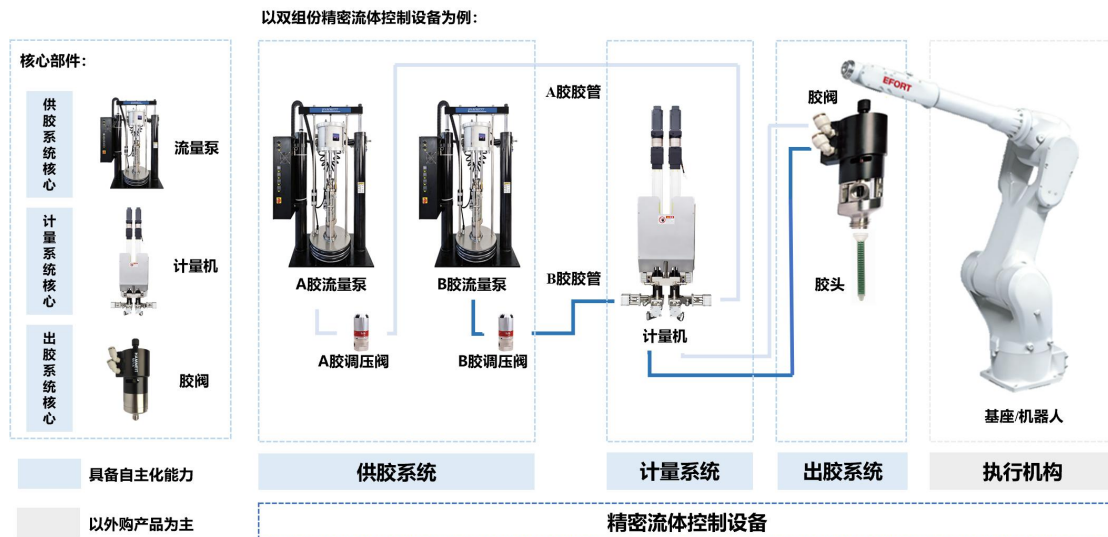 以双组份精密流体控制设备为例：
核心部件：
供胶系统核心
流量泵
计量系统核心
计量机
出胶系统核心
胶阀
A胶流量泵
B胶流量泵
A胶调压阀
B胶调压阀
A胶胶管
B胶胶管
计量机
胶阀
胶头
EFORT
基座/机器人
具备自主化能力
以外购产品为主
供胶系统
计量系统
出胶系统
执行机构
精密流体控制设备